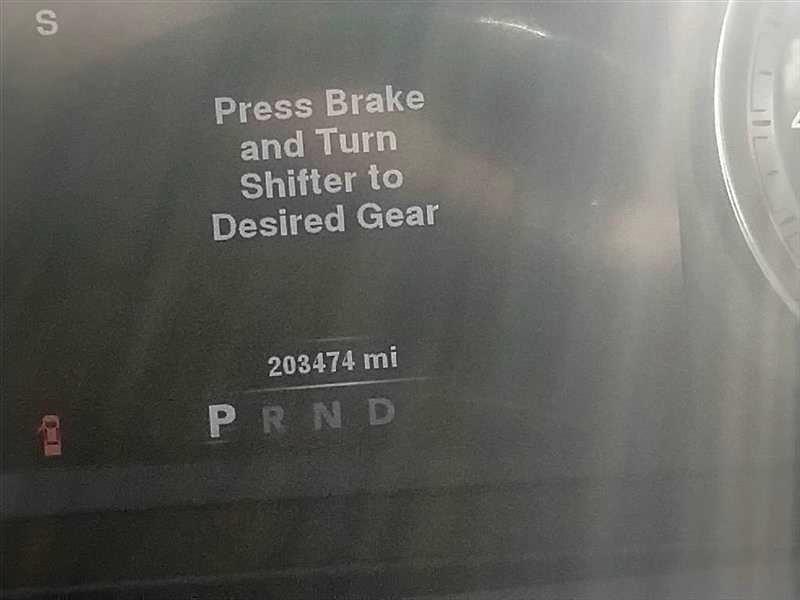 S
Press Brake
and Turn
Shifter to
Desired Gear
203474 mi
P R N D